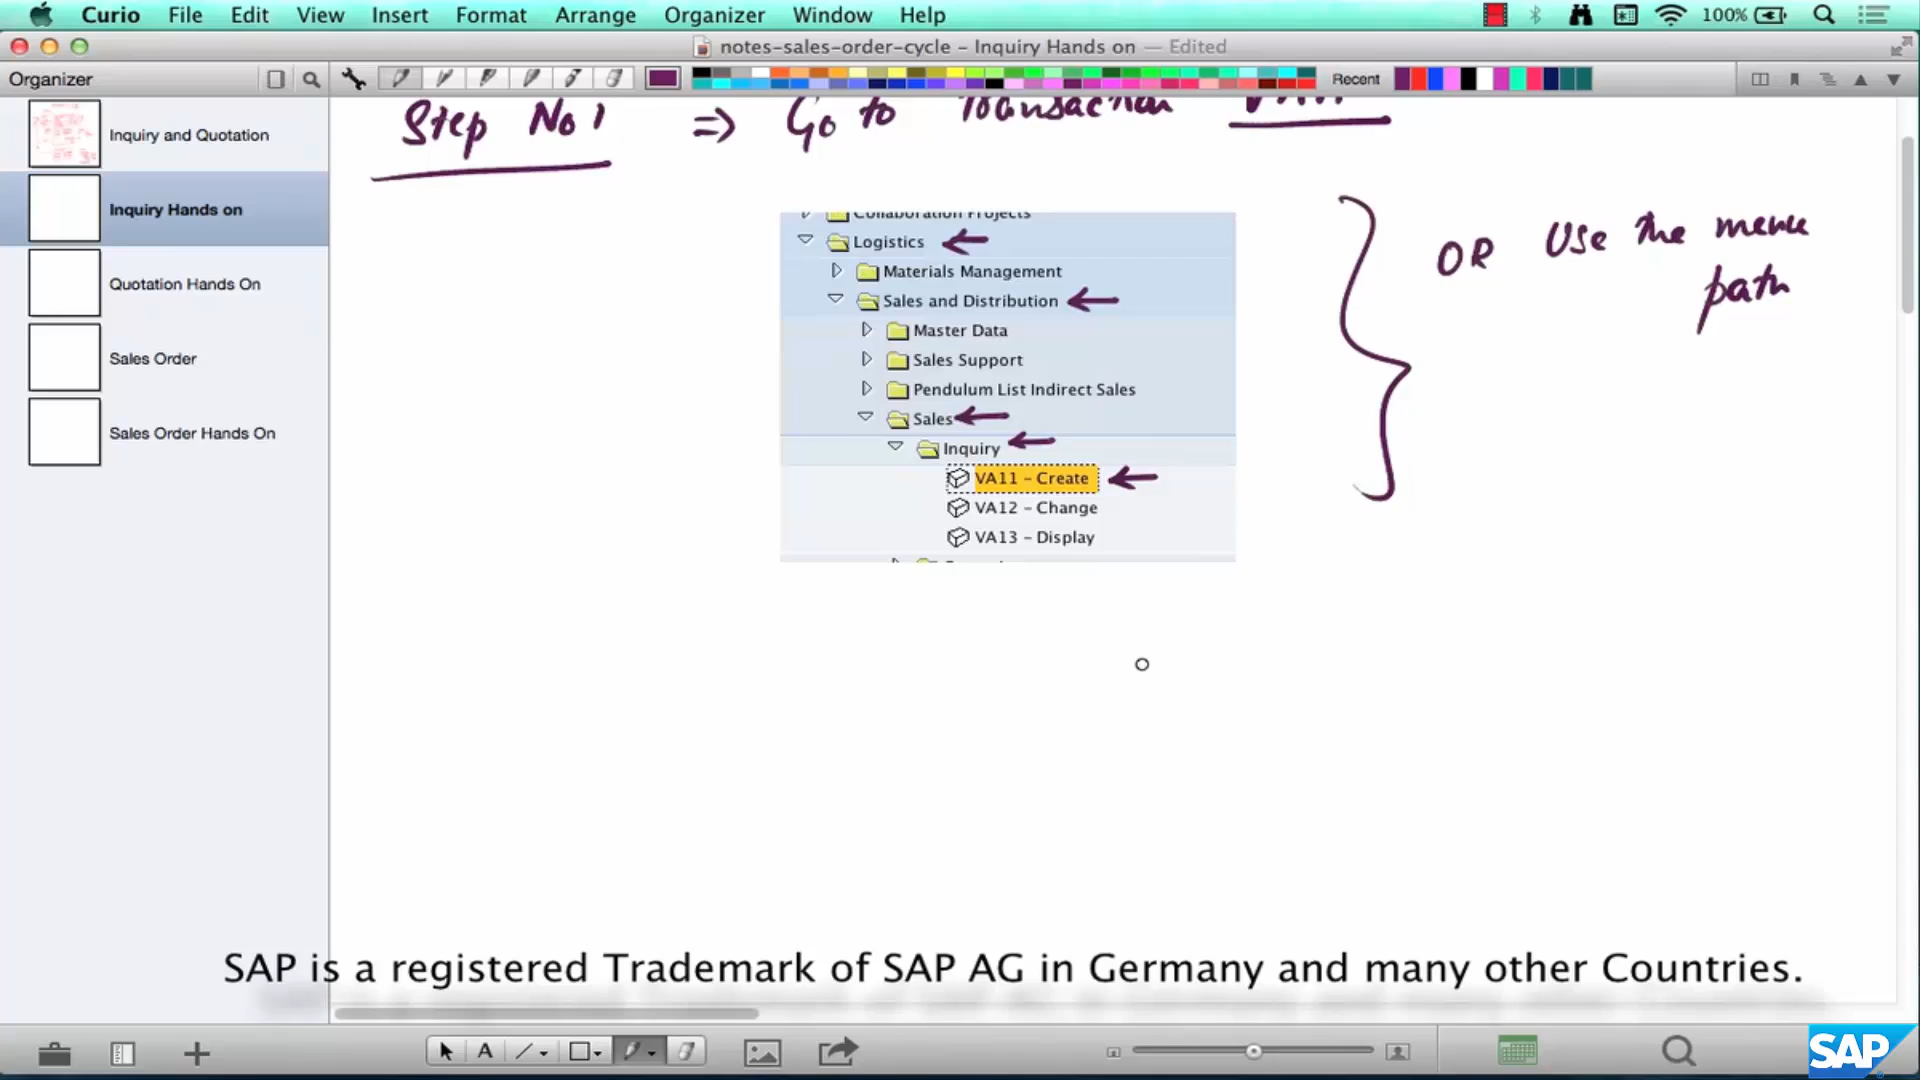 Curio File Edit View Insert Format Arrange Organizer Window Help 100%
notes-sales-order-cycle – Inquiry Hands on — Edited
Organizer
Recent
Inquiry and Quotation
Inquiry Hands on
Quotation Hands On
Sales Order
Sales Order Hands On
Step No 1 ⇒ Go to Transaction VA11
Collaboration Projects
Logistics
Materials Management
Sales and Distribution
Master Data
Sales Support
Pendulum List Indirect Sales
Sales
Inquiry
VA11 – Create
VA12 – Change
VA13 – Display
OR Use the menu
path
SAP is a registered Trademark of SAP AG in Germany and many other Countries.
A
SAP